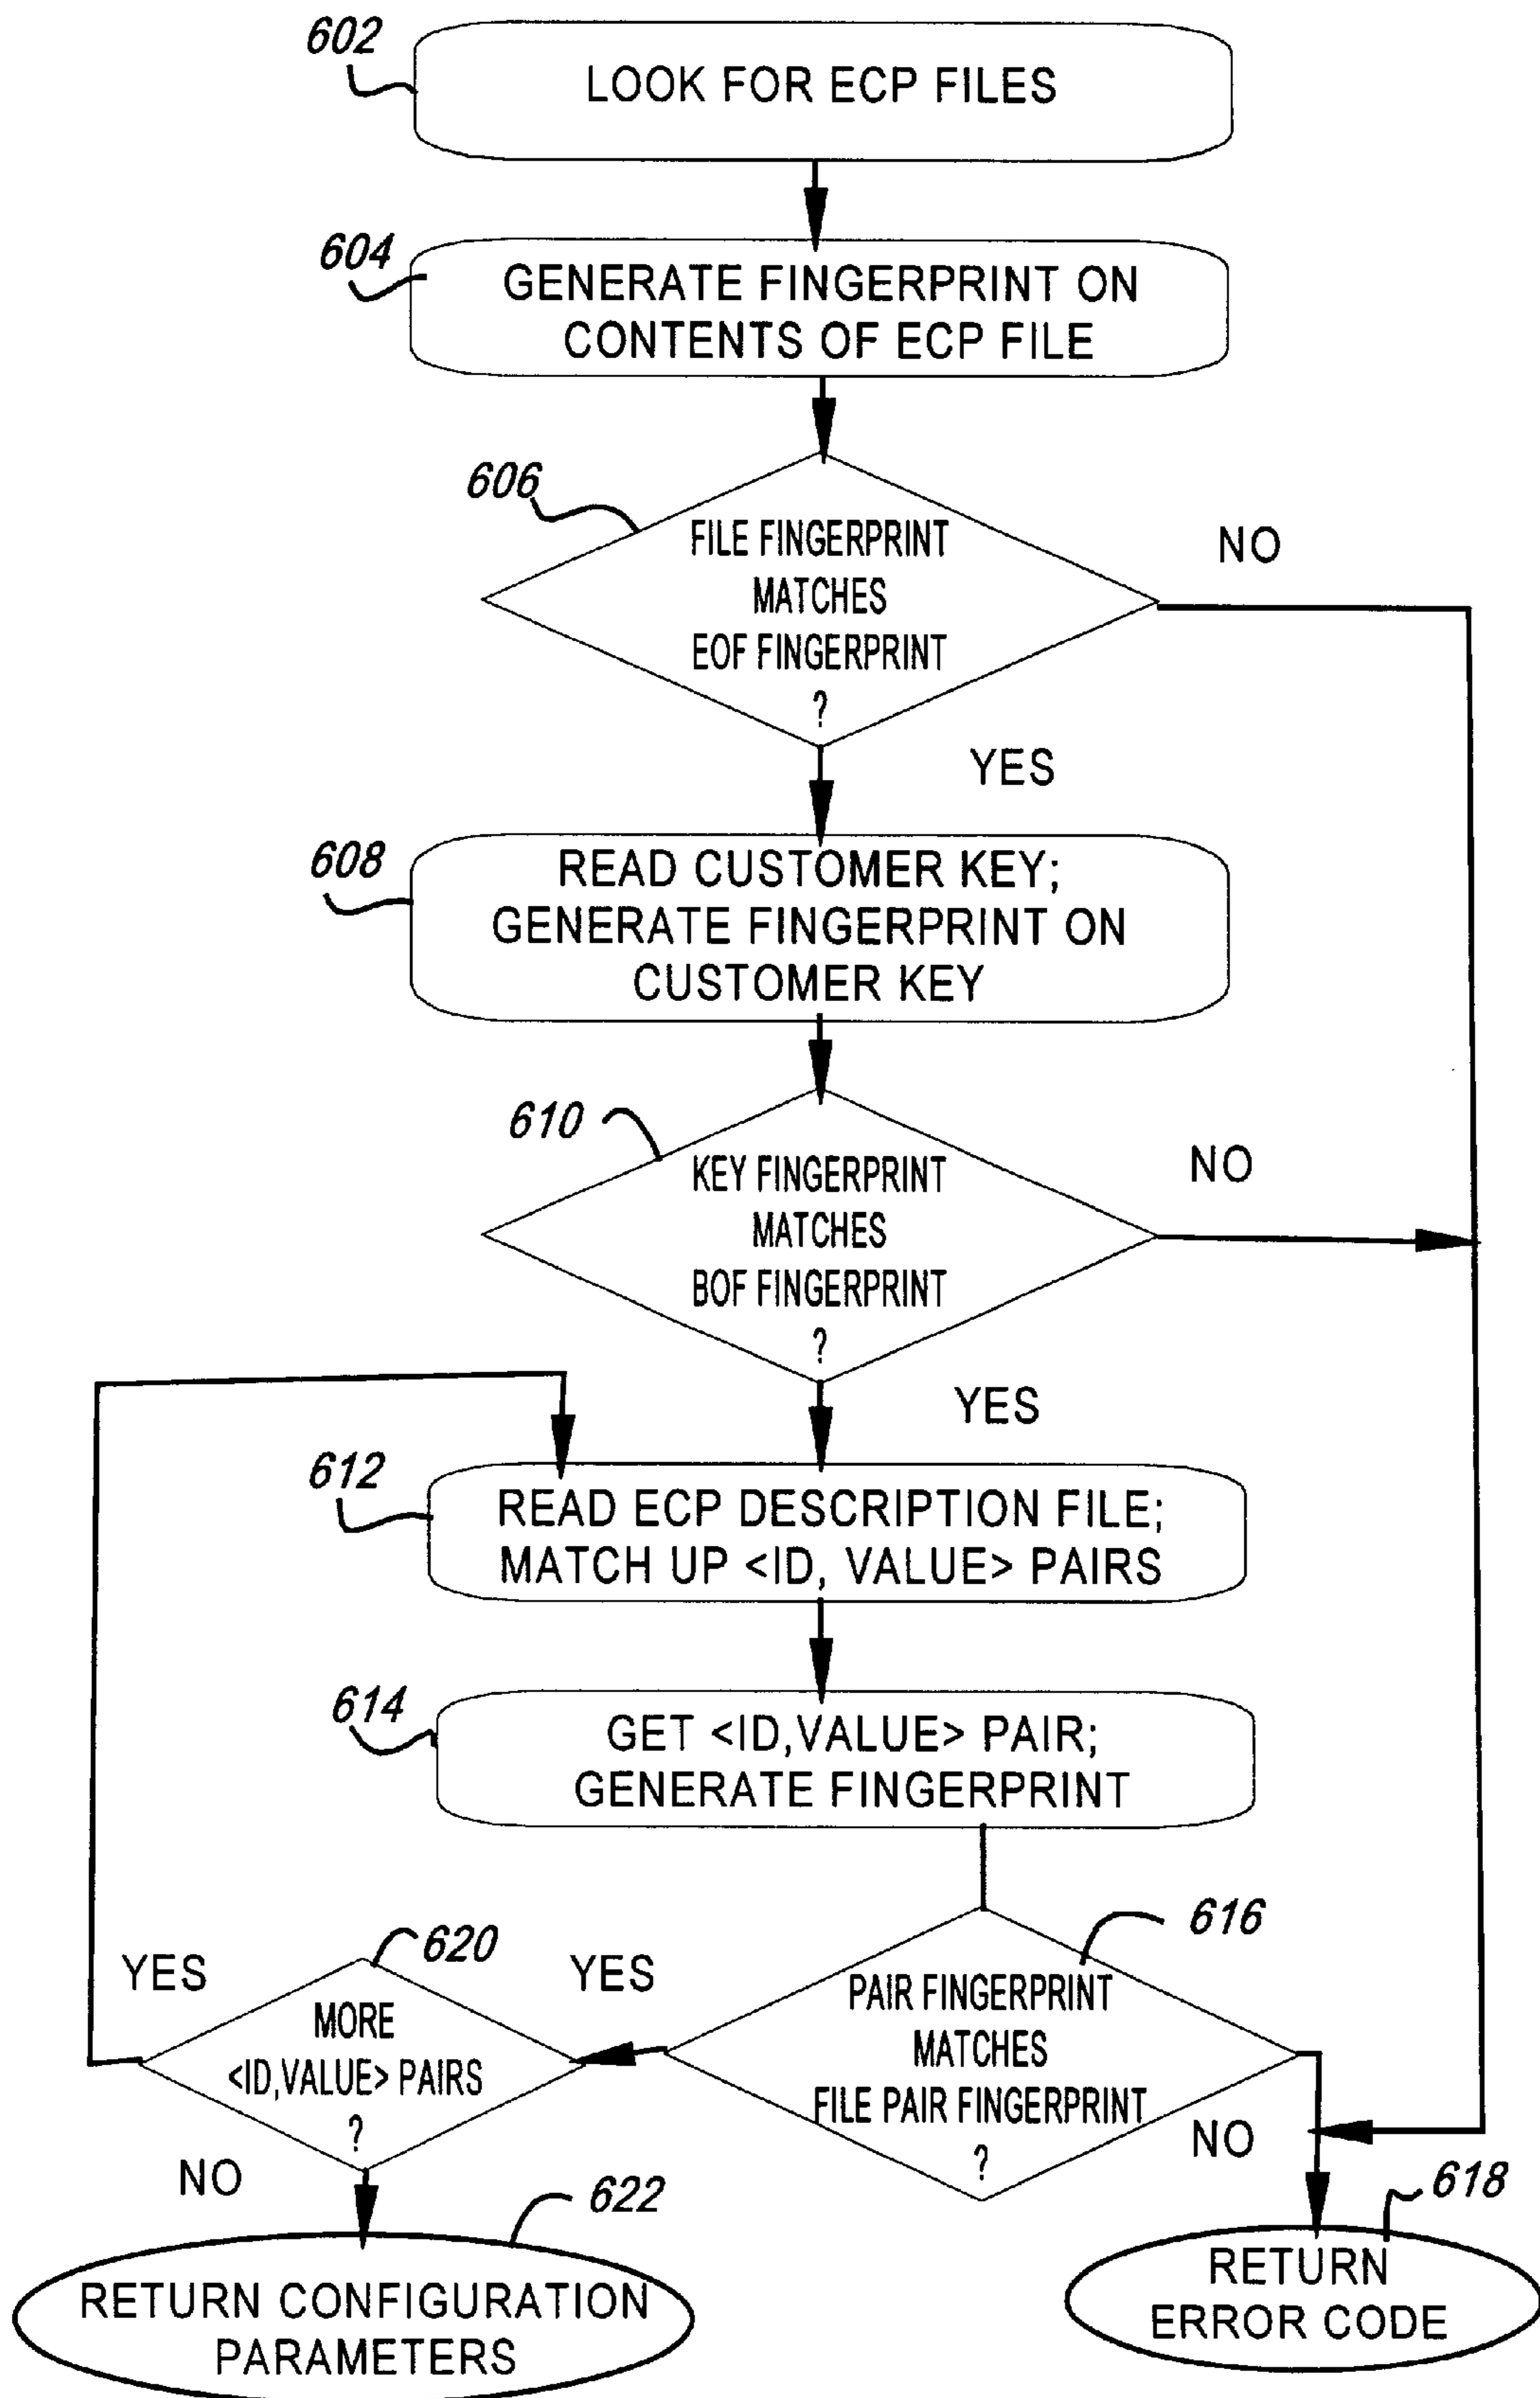 602
LOOK FOR ECP FILES
604
GENERATE FINGERPRINT ON
CONTENTS OF ECP FILE
606
FILE FINGERPRINT
MATCHES
EOF FINGERPRINT
?
NO
YES
608
READ CUSTOMER KEY;
GENERATE FINGERPRINT ON
CUSTOMER KEY
610
KEY FINGERPRINT
MATCHES
BOF FINGERPRINT
?
NO
YES
612
READ ECP DESCRIPTION FILE;
MATCH UP <ID, VALUE> PAIRS
614
GET <ID,VALUE> PAIR;
GENERATE FINGERPRINT
616
PAIR FINGERPRINT
MATCHES
FILE PAIR FINGERPRINT
?
YES
NO
620
MORE
<ID,VALUE> PAIRS
?
YES
NO
622
RETURN CONFIGURATION
PARAMETERS
618
RETURN
ERROR CODE